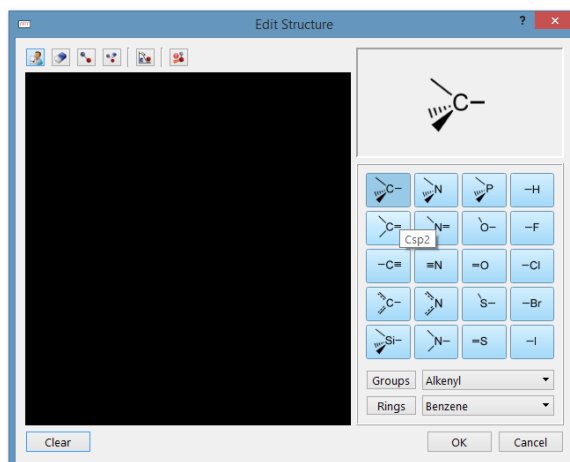 Edit Structure
?
C–
C– N P –H
C= N= O– –F
Csp2
–C≡ ≡N =O –Cl
C– N S– –Br
Si– N– =S –I
Groups Alkenyl
Rings Benzene
Clear OK Cancel